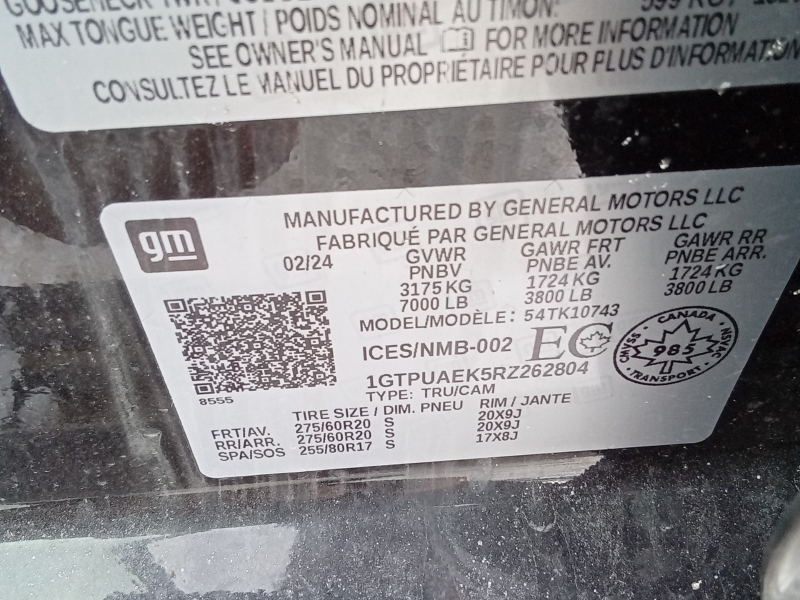 MAX TONGUE WEIGHT / POIDS NOMINAL AU TIMON:
SEE OWNER'S MANUAL FOR MORE INFORMATION
CONSULTEZ LE MANUEL DU PROPRIÉTAIRE POUR PLUS D'INFORMATION
gm
MANUFACTURED BY GENERAL MOTORS LLC
FABRIQUÉ PAR GENERAL MOTORS LLC
02/24 GVWR GAWR FRT GAWR RR
PNBV PNBE AV. PNBE ARR.
3175 KG 1724 KG 1724 KG
7000 LB 3800 LB 3800 LB
MODEL/MODÈLE: 54TK10743
ICES/NMB-002 EC
CANADA
CMVSS 985 NSVAC
TRANSPORT
1GTPUAEK5RZ262804
TYPE: TRU/CAM
8555
TIRE SIZE / DIM. PNEU RIM / JANTE
FRT/AV. 275/60R20 S 20X9J
RR/ARR. 275/60R20 S 20X9J
SPA/SOS 255/80R17 S 17X8J